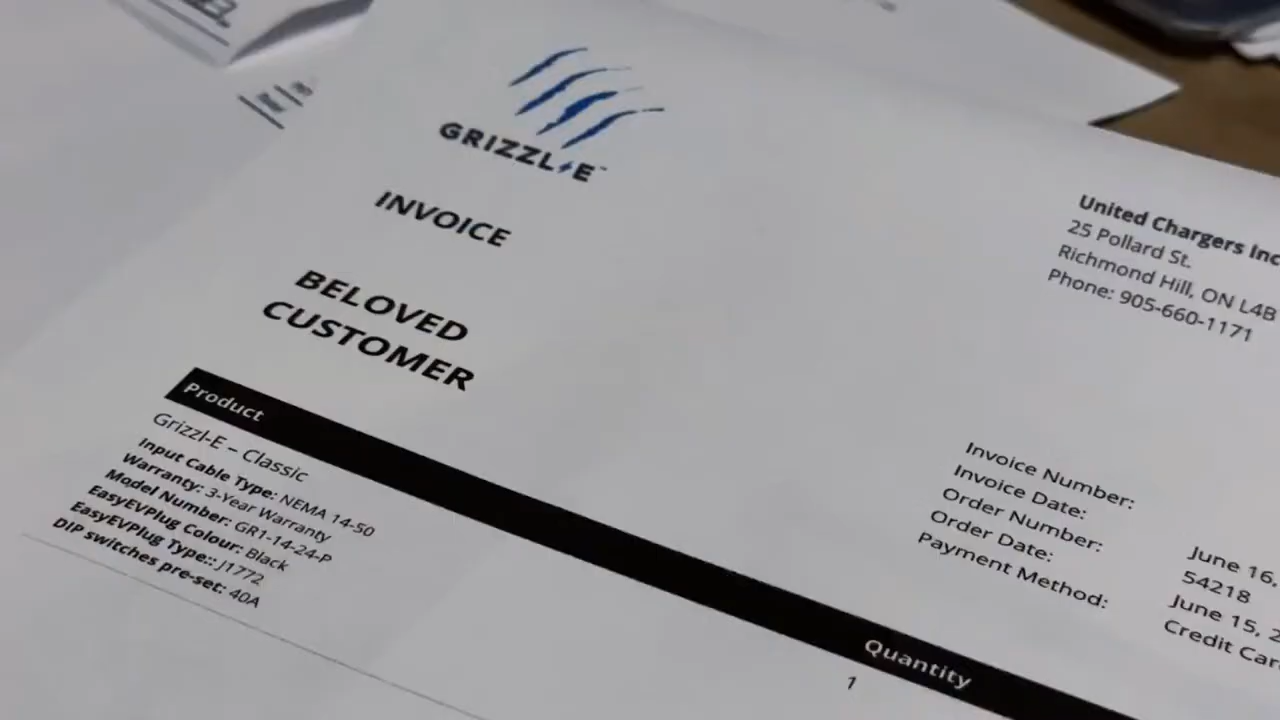 GRIZZL-E™
INVOICE
BELOVED
CUSTOMER
United Chargers Inc
25 Pollard St.
Richmond Hill, ON L4B
Phone: 905-660-1171
Invoice Number:
Invoice Date:
Order Number:
Order Date:
Payment Method:
June 16,
54218
June 15, 2
Credit Car
Product
Quantity
Grizzl-E – Classic
Input Cable Type: NEMA 14-50
Warranty: 3-Year Warranty
Model Number: GR1-14-24-P
EasyEVPlug Colour: Black
EasyEVPlug Type:: J1772
DIP switches pre-set: 40A
1